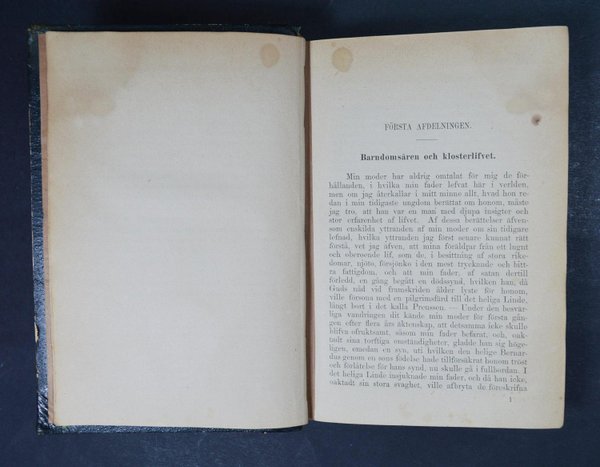 FÖRSTA AFDELNINGEN.
Barndomsåren och klosterlifvet.
Min moder har aldrig omtalat för mig de för-
hållanden, i hvilka min fader lefvat här i verlden,
men om jag återkallar i mitt minne allt, hvad hon re-
dan i min tidigaste ungdom berättat om honom, måste
jag tro, att han var en man med djupa insigter och
stor erfarenhet af lifvet. Af dessa berättelser äfven-
som enskilda yttranden af min moder om sin tidigare
lefnad, hvilka yttranden jag först senare kunnat rätt
förstå, vet jag äfven, att mina föräldrar från ett lugnt
och oberoende lif, som de, i besittning af stora rike-
domar, njöto, försjönko i den mest tryckande och bitt-
ra fattigdom, och att min fader, af satan dertill
förledd, en gång begått en dödssynd, hvilken han, då
Guds nåd vid framskriden ålder lyste för honom,
ville försona med en pilgrimsfärd till det heliga Linde,
långt bort i det kalla Preussen. — Under den besvär-
liga vandringen dit kände min moder för första gån-
gen efter flera års äktenskap, att detsamma icke skulle
blifva ofruktsamt, såsom min fader befarat, och, oak-
tadt sina torftiga omständigheter, gladde han sig höge-
ligen, emedan en syn, uti hvilken den helige Bernar-
dus genom en sons födelse hade tillförsäkrat honom tröst
och förlåtelse för hans synd, nu skulle gå i fullbordan. I
det heliga Linde insjuknade min fader, och då han icke,
oaktadt sin stora svaghet, ville afbryta de föreskrifna
1